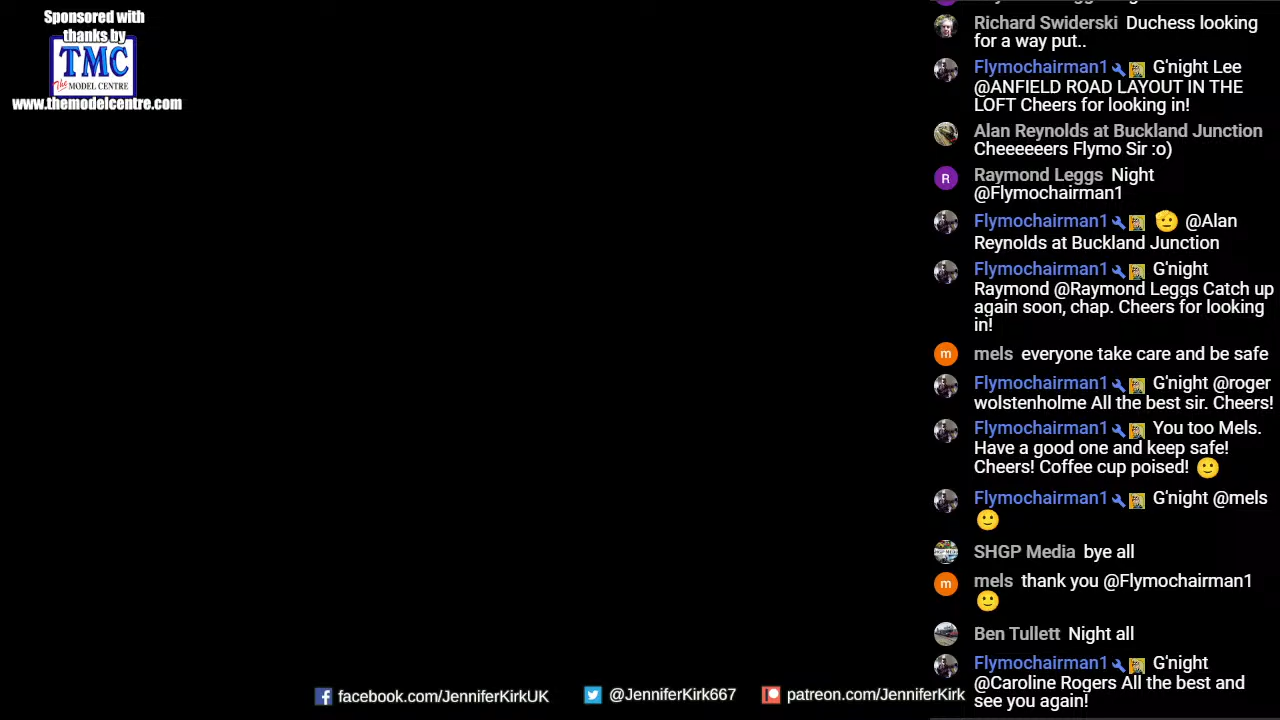 Sponsored with
thanks by
TMC
The MODEL CENTRE
www.themodelcentre.com
Richard Swiderski Duchess looking
for a way put..
Flymochairman1 G'night Lee
@ANFIELD ROAD LAYOUT IN THE
LOFT Cheers for looking in!
Alan Reynolds at Buckland Junction
Cheeeeeers Flymo Sir :o)
R
Raymond Leggs Night
@Flymochairman1
Flymochairman1 🫡 @Alan
Reynolds at Buckland Junction
Flymochairman1 G'night
Raymond @Raymond Leggs Catch up
again soon, chap. Cheers for looking
in!
m
mels everyone take care and be safe
Flymochairman1 G'night @roger
wolstenholme All the best sir. Cheers!
Flymochairman1 You too Mels.
Have a good one and keep safe!
Cheers! Coffee cup poised! 🙂
Flymochairman1 G'night @mels
🙂
SHGP Media bye all
m
mels thank you @Flymochairman1
🙂
Ben Tullett Night all
Flymochairman1 G'night
@Caroline Rogers All the best and
see you again!
facebook.com/JenniferKirkUK
@JenniferKirk667
patreon.com/JenniferKirk